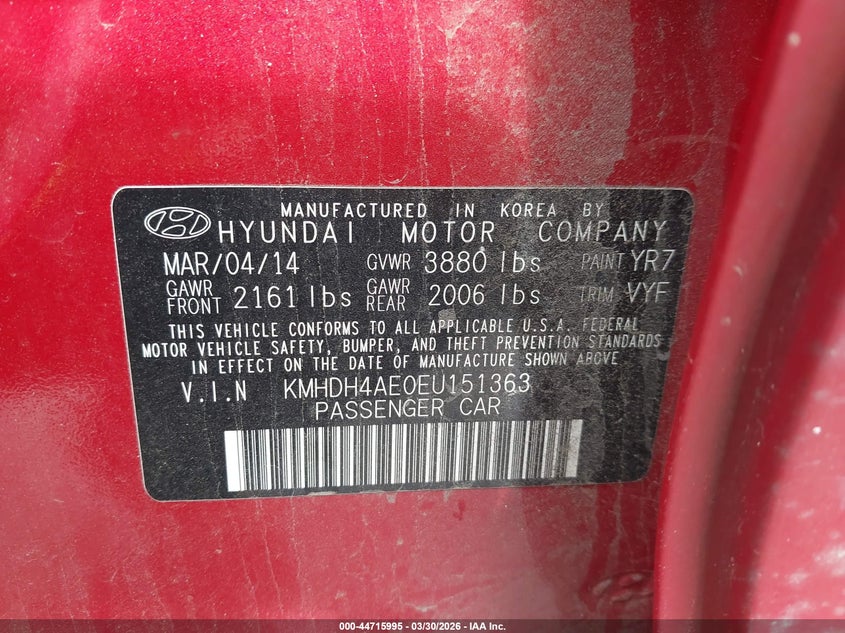 MANUFACTURED IN KOREA BY
HYUNDAI MOTOR COMPANY
MAR/04/14 GVWR 3880 lbs PAINT YR7
GAWR FRONT 2161 lbs GAWR REAR 2006 lbs TRIM VYF
THIS VEHICLE CONFORMS TO ALL APPLICABLE U.S.A. FEDERAL
MOTOR VEHICLE SAFETY, BUMPER, AND THEFT PREVENTION STANDARDS
IN EFFECT ON THE DATE OF MANUFACTURE SHOWN ABOVE
V.I.N KMHDH4AE0EU151363
PASSENGER CAR
000-44715995 - 03/30/2026 - IAA Inc.